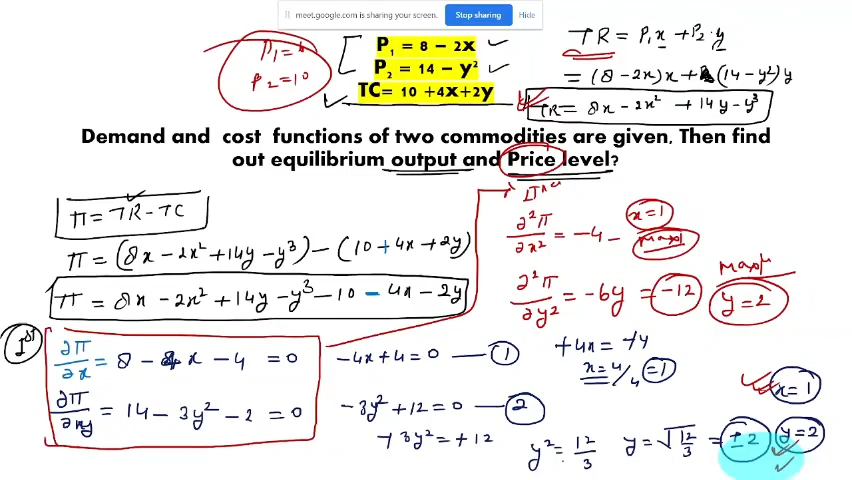 meet.google.com is sharing your screen. Stop sharing Hide
P₁ = 8 − 2x
P₂ = 14 − y²
TC= 10 +4x+2y
P₂ = 10
TR = P₁x + P₂·y
= (8 − 2x)x + (14 − y²)y
TR = 8x − 2x² + 14y − y³
Demand and cost functions of two commodities are given. Then find
out equilibrium output and Price level?
π = TR − TC
π = (8x − 2x² + 14y − y³) − (10 + 4x + 2y)
π = 8x − 2x² + 14y − y³ − 10 − 4x − 2y
1st
∂π/∂x = 8 − 4x − 4 = 0
∂π/∂y = 14 − 3y² − 2 = 0
−4x + 4 = 0 — 1
−3y² + 12 = 0 — 2
+3y² = +12
∂²π/∂x² = −4 −
x=1
max
∂²π/∂y² = −6y = −12
max
y = 2
+4x = +4
x = 4/4 = 1
y² = 12/3
y = √12/3 = ±2
x=1
y=2